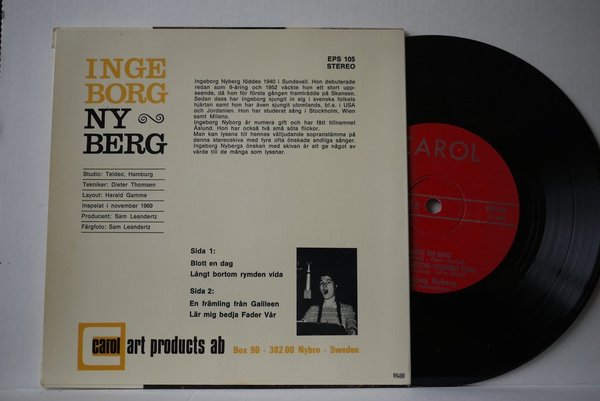 INGE
BORG
NY
BERG
EPS 105
STEREO
Ingeborg Nyberg föddes 1940 i Sundsvall. Hon debuterade
redan som 9-åring och 1952 väckte hon ett stort upp-
seende, då hon för första gången framträdde på Skansen.
Sedan dess har Ingeborg sjungit in sig i svenska folkets
hjärtan samt hon har även sjungit utomlands, bl.a. i USA
och Jordanien. Hon har studerat sång i Stockholm, Wien
samt Milano.
Ingeborg Nyberg är numera gift och har fått tillnamnet
Åslund. Hon har också två små söta flickor.
Man kan lyssna till hennes väljudande sopranstämma på
denna stereoskiva med fyra ofta önskade andliga sånger.
Ingeborg Nybergs önskan med skivan är att ge något av
värde till de många som lyssnar.
Studio: Teldec, Hamburg
Tekniker: Dieter Thomsen
Layout: Harald Gamme
Inspelat i november 1969
Producent: Sam Leandertz
Färgfoto: Sam Leandertz
Sida 1:
Blott en dag
Långt bortom rymden vida
Sida 2:
En främling från Galileen
Lär mig bedja Fader Vår
carol art products ab Box 90 - 382 00 Nybro - Sweden
CAROL
EN DAG
Nyberg